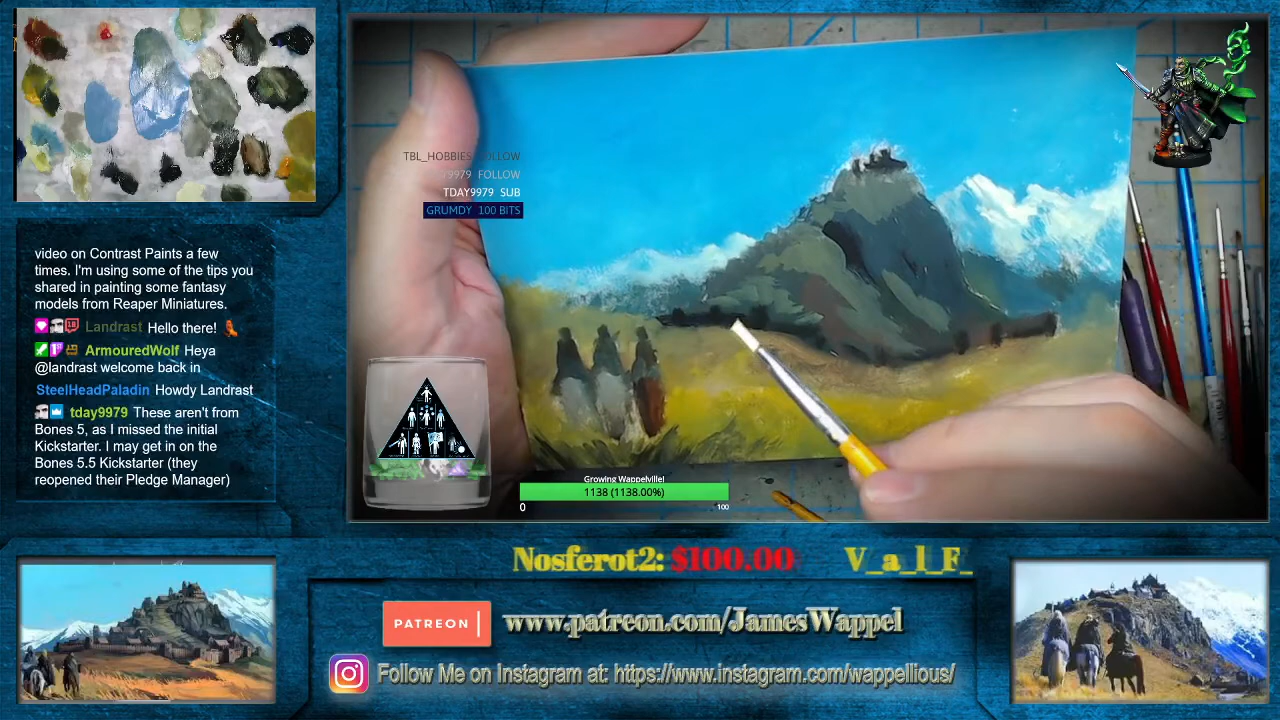 TBL_HOBBIES FOLLOW
9979 FOLLOW
TDAY9979 SUB
GRUMDY 100 BITS
video on Contrast Paints a few
times. I'm using some of the tips you
shared in painting some fantasy
models from Reaper Miniatures.
Landrast Hello there!
ArmouredWolf Heya
@landrast welcome back in
SteelHeadPaladin Howdy Landrast
tday9979 These aren't from
Bones 5, as I missed the initial
Kickstarter. I may get in on the
Bones 5.5 Kickstarter (they
reopened their Pledge Manager)
Growing Wappelville!
1138 (1138.00%)
0 100
Nosferot2: $100.00 V_a_l_F_
PATREON www.patreon.com/JamesWappel
Follow Me on Instagram at: https://www.instagram.com/wappellious/